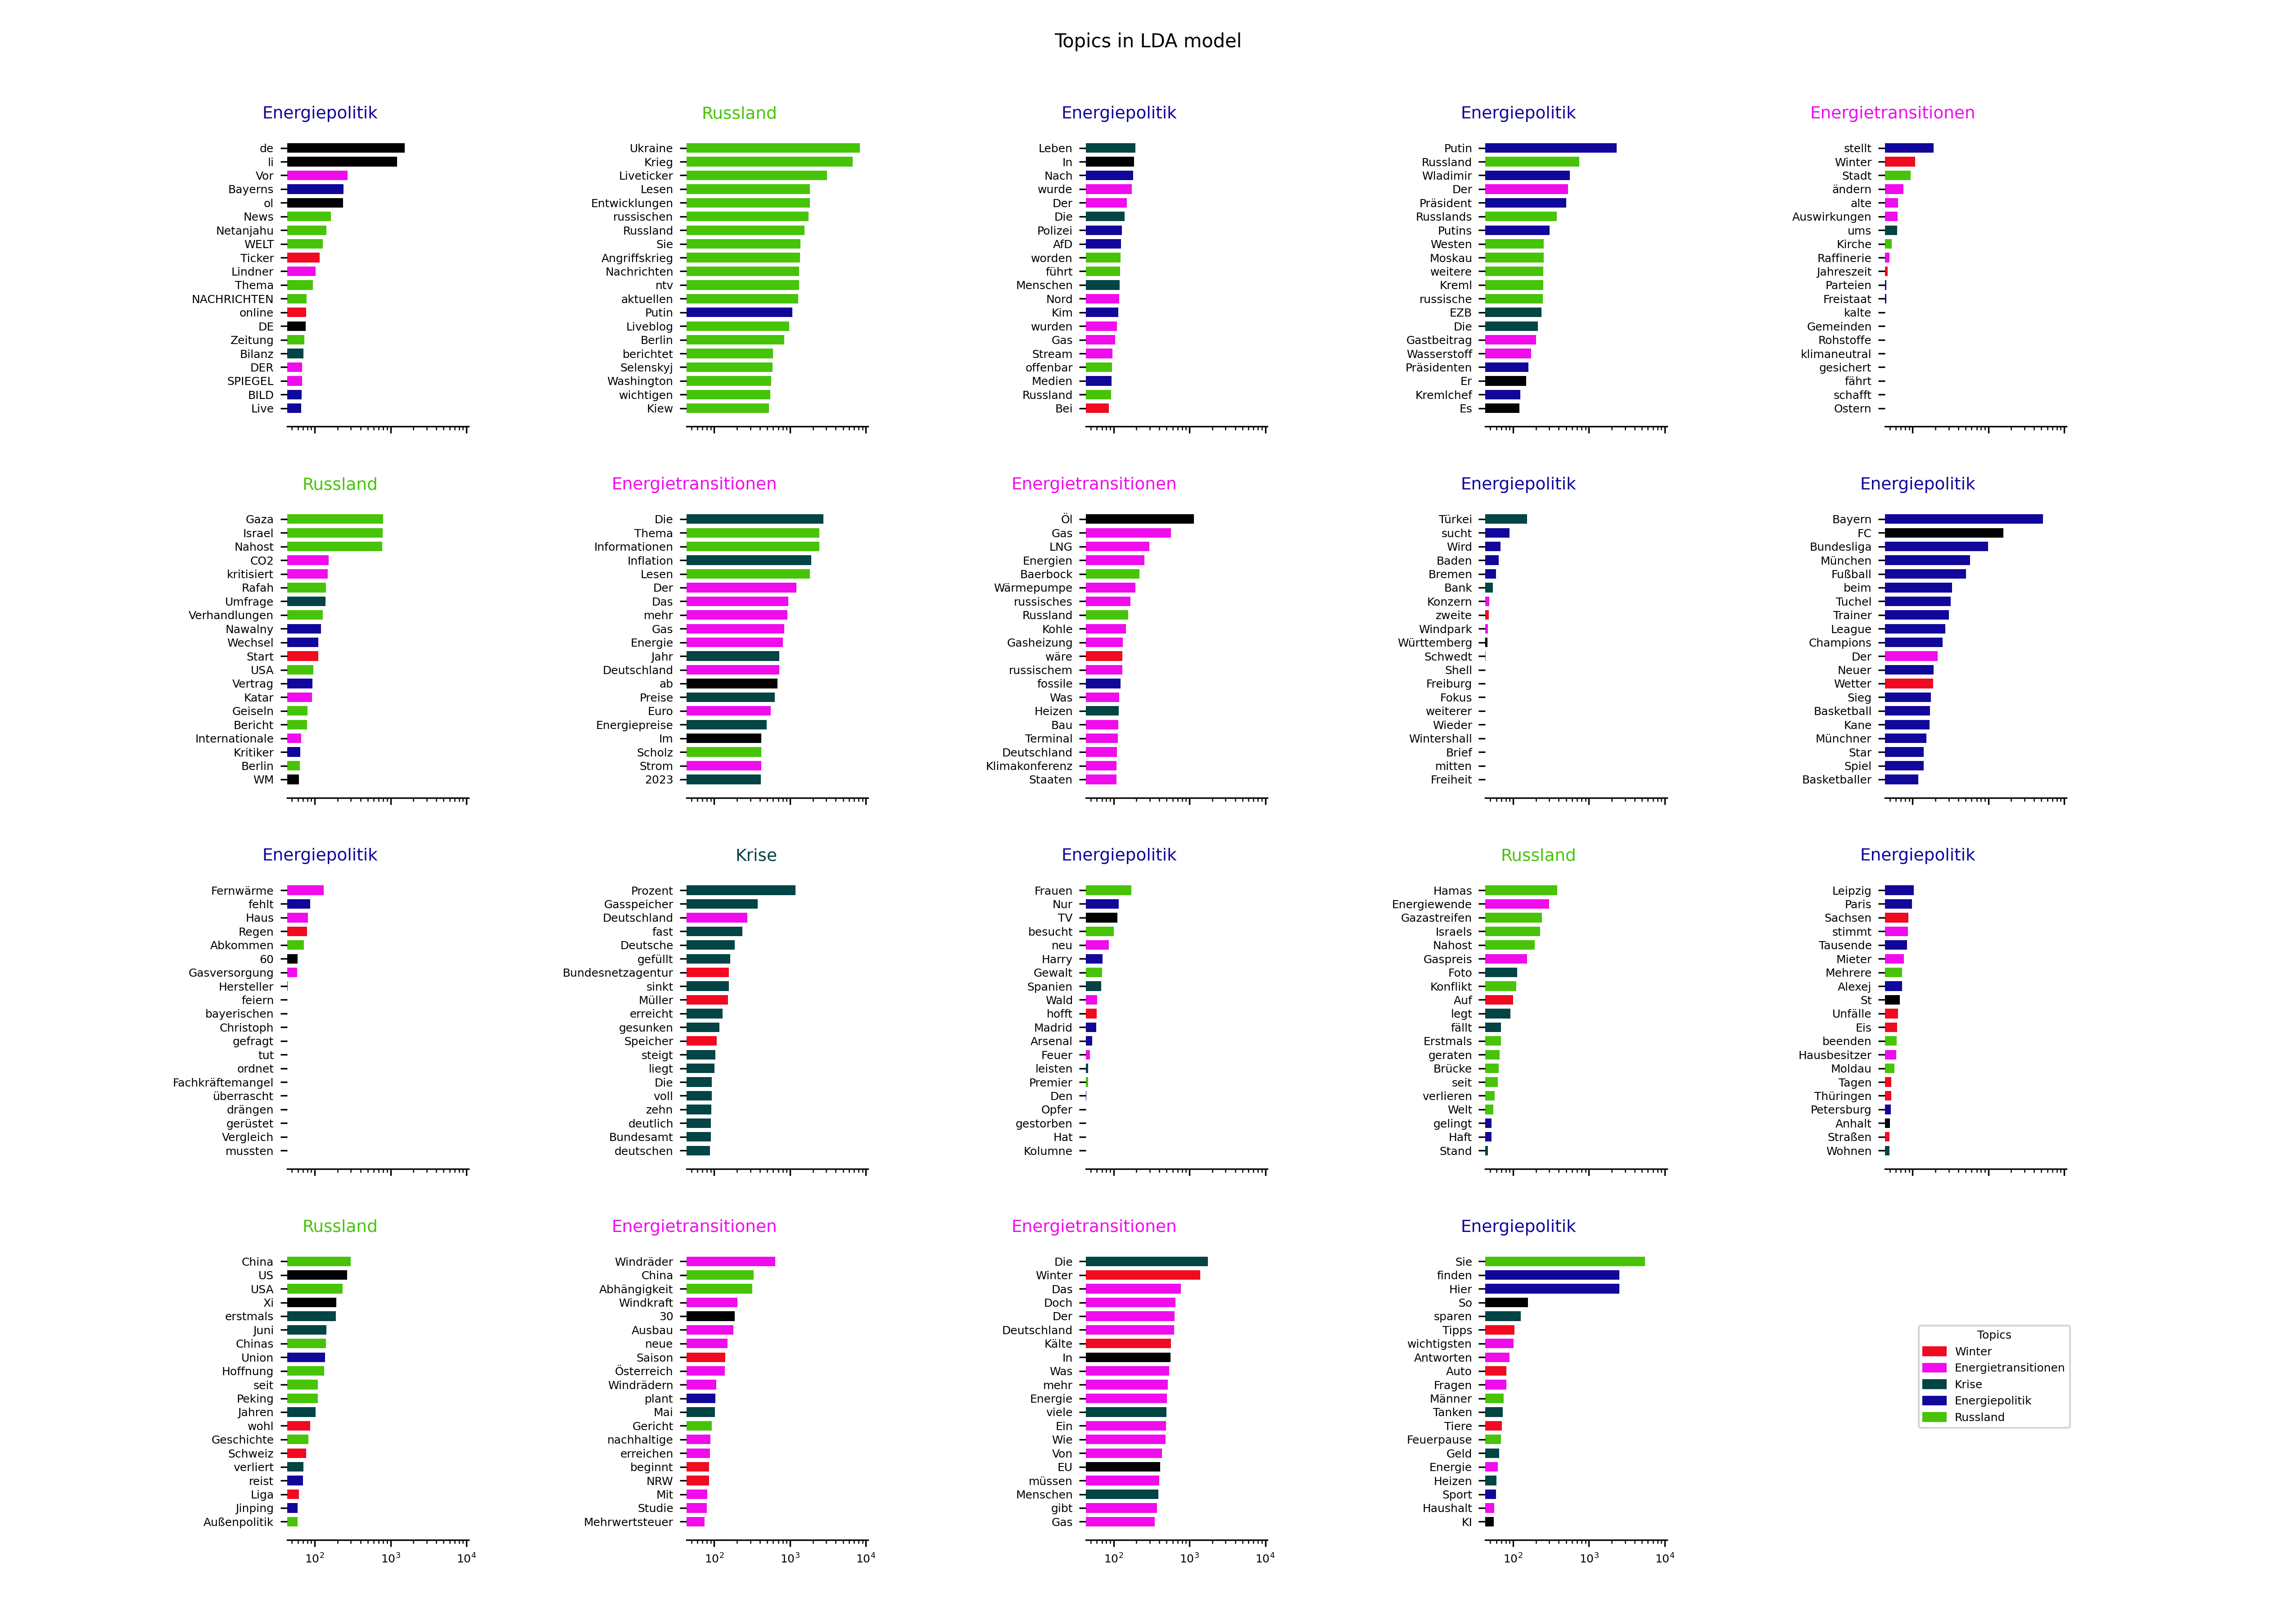 Topics in LDA model
Energiepolitik
de
li
Vor
Bayerns
ol
News
Netanjahu
WELT
Ticker
Lindner
Thema
NACHRICHTEN
online
DE
Zeitung
Bilanz
DER
SPIEGEL
BILD
Live
Russland
Ukraine
Krieg
Liveticker
Lesen
Entwicklungen
russischen
Russland
Sie
Angriffskrieg
Nachrichten
ntv
aktuellen
Putin
Liveblog
Berlin
berichtet
Selenskyj
Washington
wichtigen
Kiew
Energiepolitik
Leben
In
Nach
wurde
Der
Die
Polizei
AfD
worden
führt
Menschen
Nord
Kim
wurden
Gas
Stream
offenbar
Medien
Russland
Bei
Energiepolitik
Putin
Russland
Wladimir
Der
Präsident
Russlands
Putins
Westen
Moskau
weitere
Kreml
russische
EZB
Die
Gastbeitrag
Wasserstoff
Präsidenten
Er
Kremlchef
Es
Energietransitionen
stellt
Winter
Stadt
ändern
alte
Auswirkungen
ums
Kirche
Raffinerie
Jahreszeit
Parteien
Freistaat
kalte
Gemeinden
Rohstoffe
klimaneutral
gesichert
fährt
schafft
Ostern
Russland
Gaza
Israel
Nahost
CO2
kritisiert
Rafah
Umfrage
Verhandlungen
Nawalny
Wechsel
Start
USA
Vertrag
Katar
Geiseln
Bericht
Internationale
Kritiker
Berlin
WM
Energietransitionen
Die
Thema
Informationen
Inflation
Lesen
Der
Das
mehr
Gas
Energie
Jahr
Deutschland
ab
Preise
Euro
Energiepreise
Im
Scholz
Strom
2023
Energietransitionen
Öl
Gas
LNG
Energien
Baerbock
Wärmepumpe
russisches
Russland
Kohle
Gasheizung
wäre
russischem
fossile
Was
Heizen
Bau
Terminal
Deutschland
Klimakonferenz
Staaten
Energiepolitik
Türkei
sucht
Wird
Baden
Bremen
Bank
Konzern
zweite
Windpark
Württemberg
Schwedt
Shell
Freiburg
Fokus
weiterer
Wieder
Wintershall
Brief
mitten
Freiheit
Energiepolitik
Bayern
FC
Bundesliga
München
Fußball
beim
Tuchel
Trainer
League
Champions
Der
Neuer
Wetter
Sieg
Basketball
Kane
Münchner
Star
Spiel
Basketballer
Energiepolitik
Fernwärme
fehlt
Haus
Regen
Abkommen
60
Gasversorgung
Hersteller
feiern
bayerischen
Christoph
gefragt
tut
ordnet
Fachkräftemangel
überrascht
drängen
gerüstet
Vergleich
mussten
Krise
Prozent
Gasspeicher
Deutschland
fast
Deutsche
gefüllt
Bundesnetzagentur
sinkt
Müller
erreicht
gesunken
Speicher
steigt
liegt
Die
voll
zehn
deutlich
Bundesamt
deutschen
Energiepolitik
Frauen
Nur
TV
besucht
neu
Harry
Gewalt
Spanien
Wald
hofft
Madrid
Arsenal
Feuer
leisten
Premier
Den
Opfer
gestorben
Hat
Kolumne
Russland
Hamas
Energiewende
Gazastreifen
Israels
Nahost
Gaspreis
Foto
Konflikt
Auf
legt
fällt
Erstmals
geraten
Brücke
seit
verlieren
Welt
gelingt
Haft
Stand
Energiepolitik
Leipzig
Paris
Sachsen
stimmt
Tausende
Mieter
Mehrere
Alexej
St
Unfälle
Eis
beenden
Hausbesitzer
Moldau
Tagen
Thüringen
Petersburg
Anhalt
Straßen
Wohnen
Russland
China
US
USA
Xi
erstmals
Juni
Chinas
Union
Hoffnung
seit
Peking
Jahren
wohl
Geschichte
Schweiz
verliert
reist
Liga
Jinping
Außenpolitik
10² 10³ 10⁴
Energietransitionen
Windräder
China
Abhängigkeit
Windkraft
30
Ausbau
neue
Saison
Österreich
Windrädern
plant
Mai
Gericht
nachhaltige
erreichen
beginnt
NRW
Mit
Studie
Mehrwertsteuer
10² 10³ 10⁴
Energietransitionen
Die
Winter
Das
Doch
Der
Deutschland
Kälte
In
Was
mehr
Energie
viele
Ein
Wie
Von
EU
müssen
Menschen
gibt
Gas
10² 10³ 10⁴
Energiepolitik
Sie
finden
Hier
So
sparen
Tipps
wichtigsten
Antworten
Auto
Fragen
Männer
Tanken
Tiere
Feuerpause
Geld
Energie
Heizen
Sport
Haushalt
KI
10² 10³ 10⁴
Topics
Winter
Energietransitionen
Krise
Energiepolitik
Russland